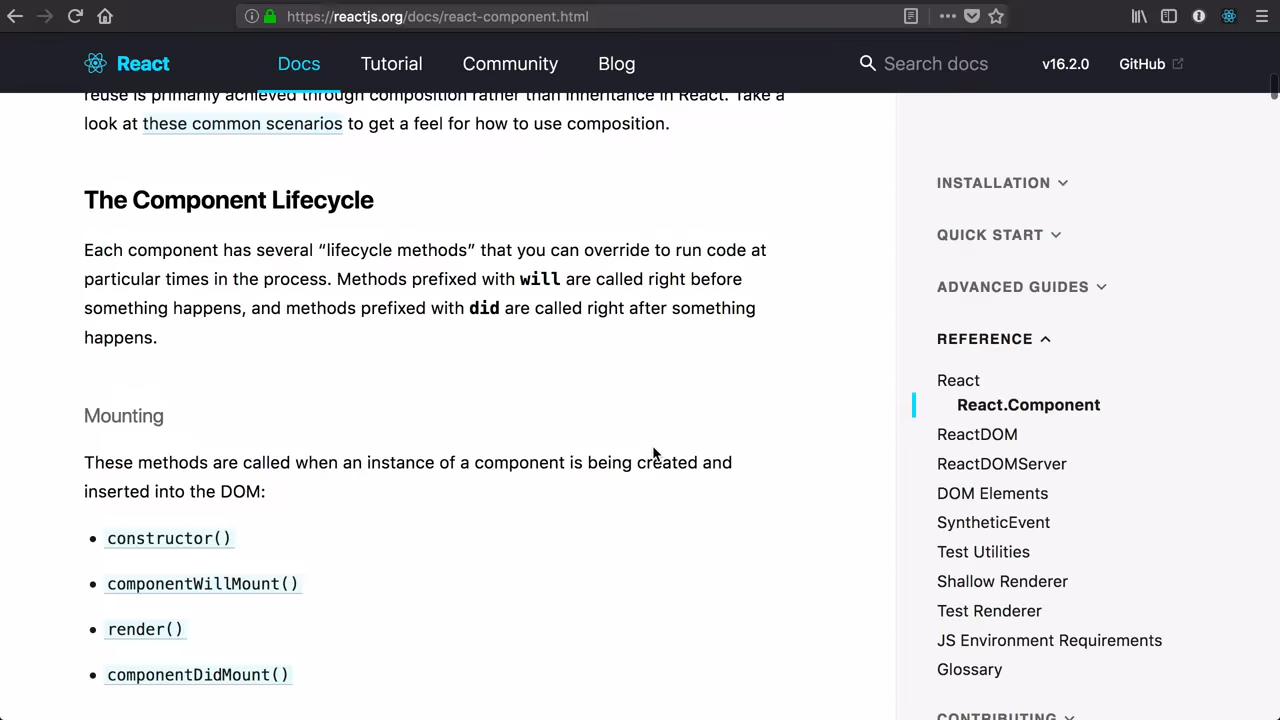 https://reactjs.org/docs/react-component.html
React
Docs
Tutorial
Community
Blog
Search docs
v16.2.0
GitHub
reuse is primarily achieved through composition rather than inheritance in React. Take a
look at these common scenarios to get a feel for how to use composition.
The Component Lifecycle
Each component has several “lifecycle methods” that you can override to run code at
particular times in the process. Methods prefixed with will are called right before
something happens, and methods prefixed with did are called right after something
happens.
Mounting
These methods are called when an instance of a component is being created and
inserted into the DOM:
constructor()
componentWillMount()
render()
componentDidMount()
INSTALLATION
QUICK START
ADVANCED GUIDES
REFERENCE
React
React.Component
ReactDOM
ReactDOMServer
DOM Elements
SyntheticEvent
Test Utilities
Shallow Renderer
Test Renderer
JS Environment Requirements
Glossary
CONTRIBUTING